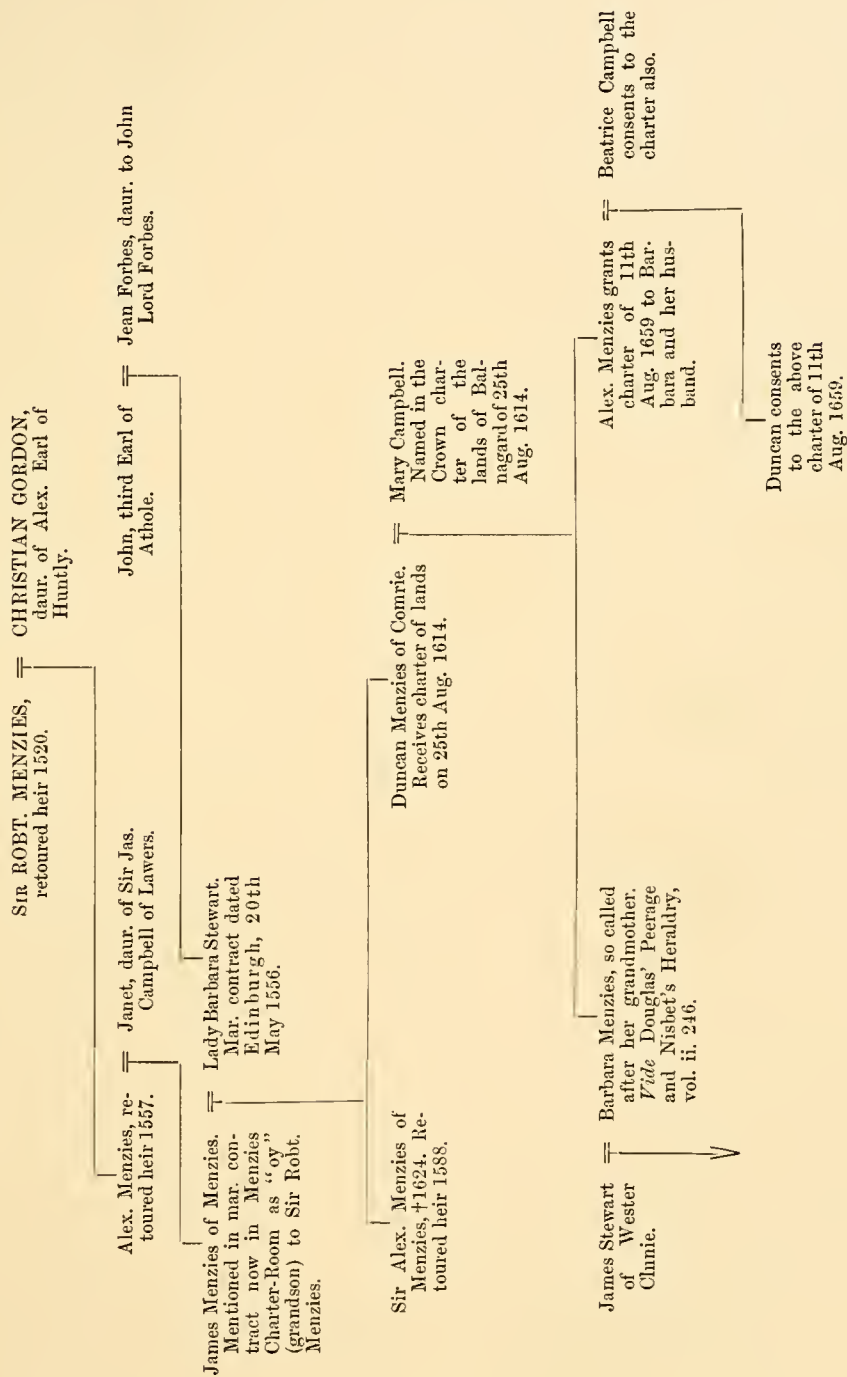 SIR ROBT. MENZIES,
retoured heir 1520.
╤
CHRISTIAN GORDON,
daur. of Alex. Earl of
Huntly.
Alex. Menzies, re-
toured heir 1557.
╤
Janet, daur. of Sir Jas.
Campbell of Lawers.
John, third Earl of
Athole.
╤
Jean Forbes, daur. to John
Lord Forbes.
James Menzies of Menzies.
Mentioned in mar. con-
tract now in Menzies
Charter-Room as “oy”
(grandson) to Sir Robt.
Menzies.
╤
Lady Barbara Stewart.
Mar. contract dated
Edinburgh, 20th
May 1556.
Sir Alex. Menzies of
Menzies, †1624. Re-
toured heir 1588.
Duncan Menzies of Comrie.
Receives charter of lands
on 25th Aug. 1614.
╤
Mary Campbell.
Named in the
Crown char-
ter of the
lands of Bal-
nagard of 25th
Aug. 1614.
James Stewart
of Wester
Clunie.
╤
Barbara Menzies, so called
after her grandmother.
Vide Douglas’ Peerage
and Nisbet’s Heraldry,
vol. ii. 246.
Alex. Menzies grants
charter of 11th
Aug. 1659 to Bar-
bara and her hus-
band.
╤
Beatrice Campbell
consents to the
charter also.
Duncan consents
to the above
charter of 11th
Aug. 1659.